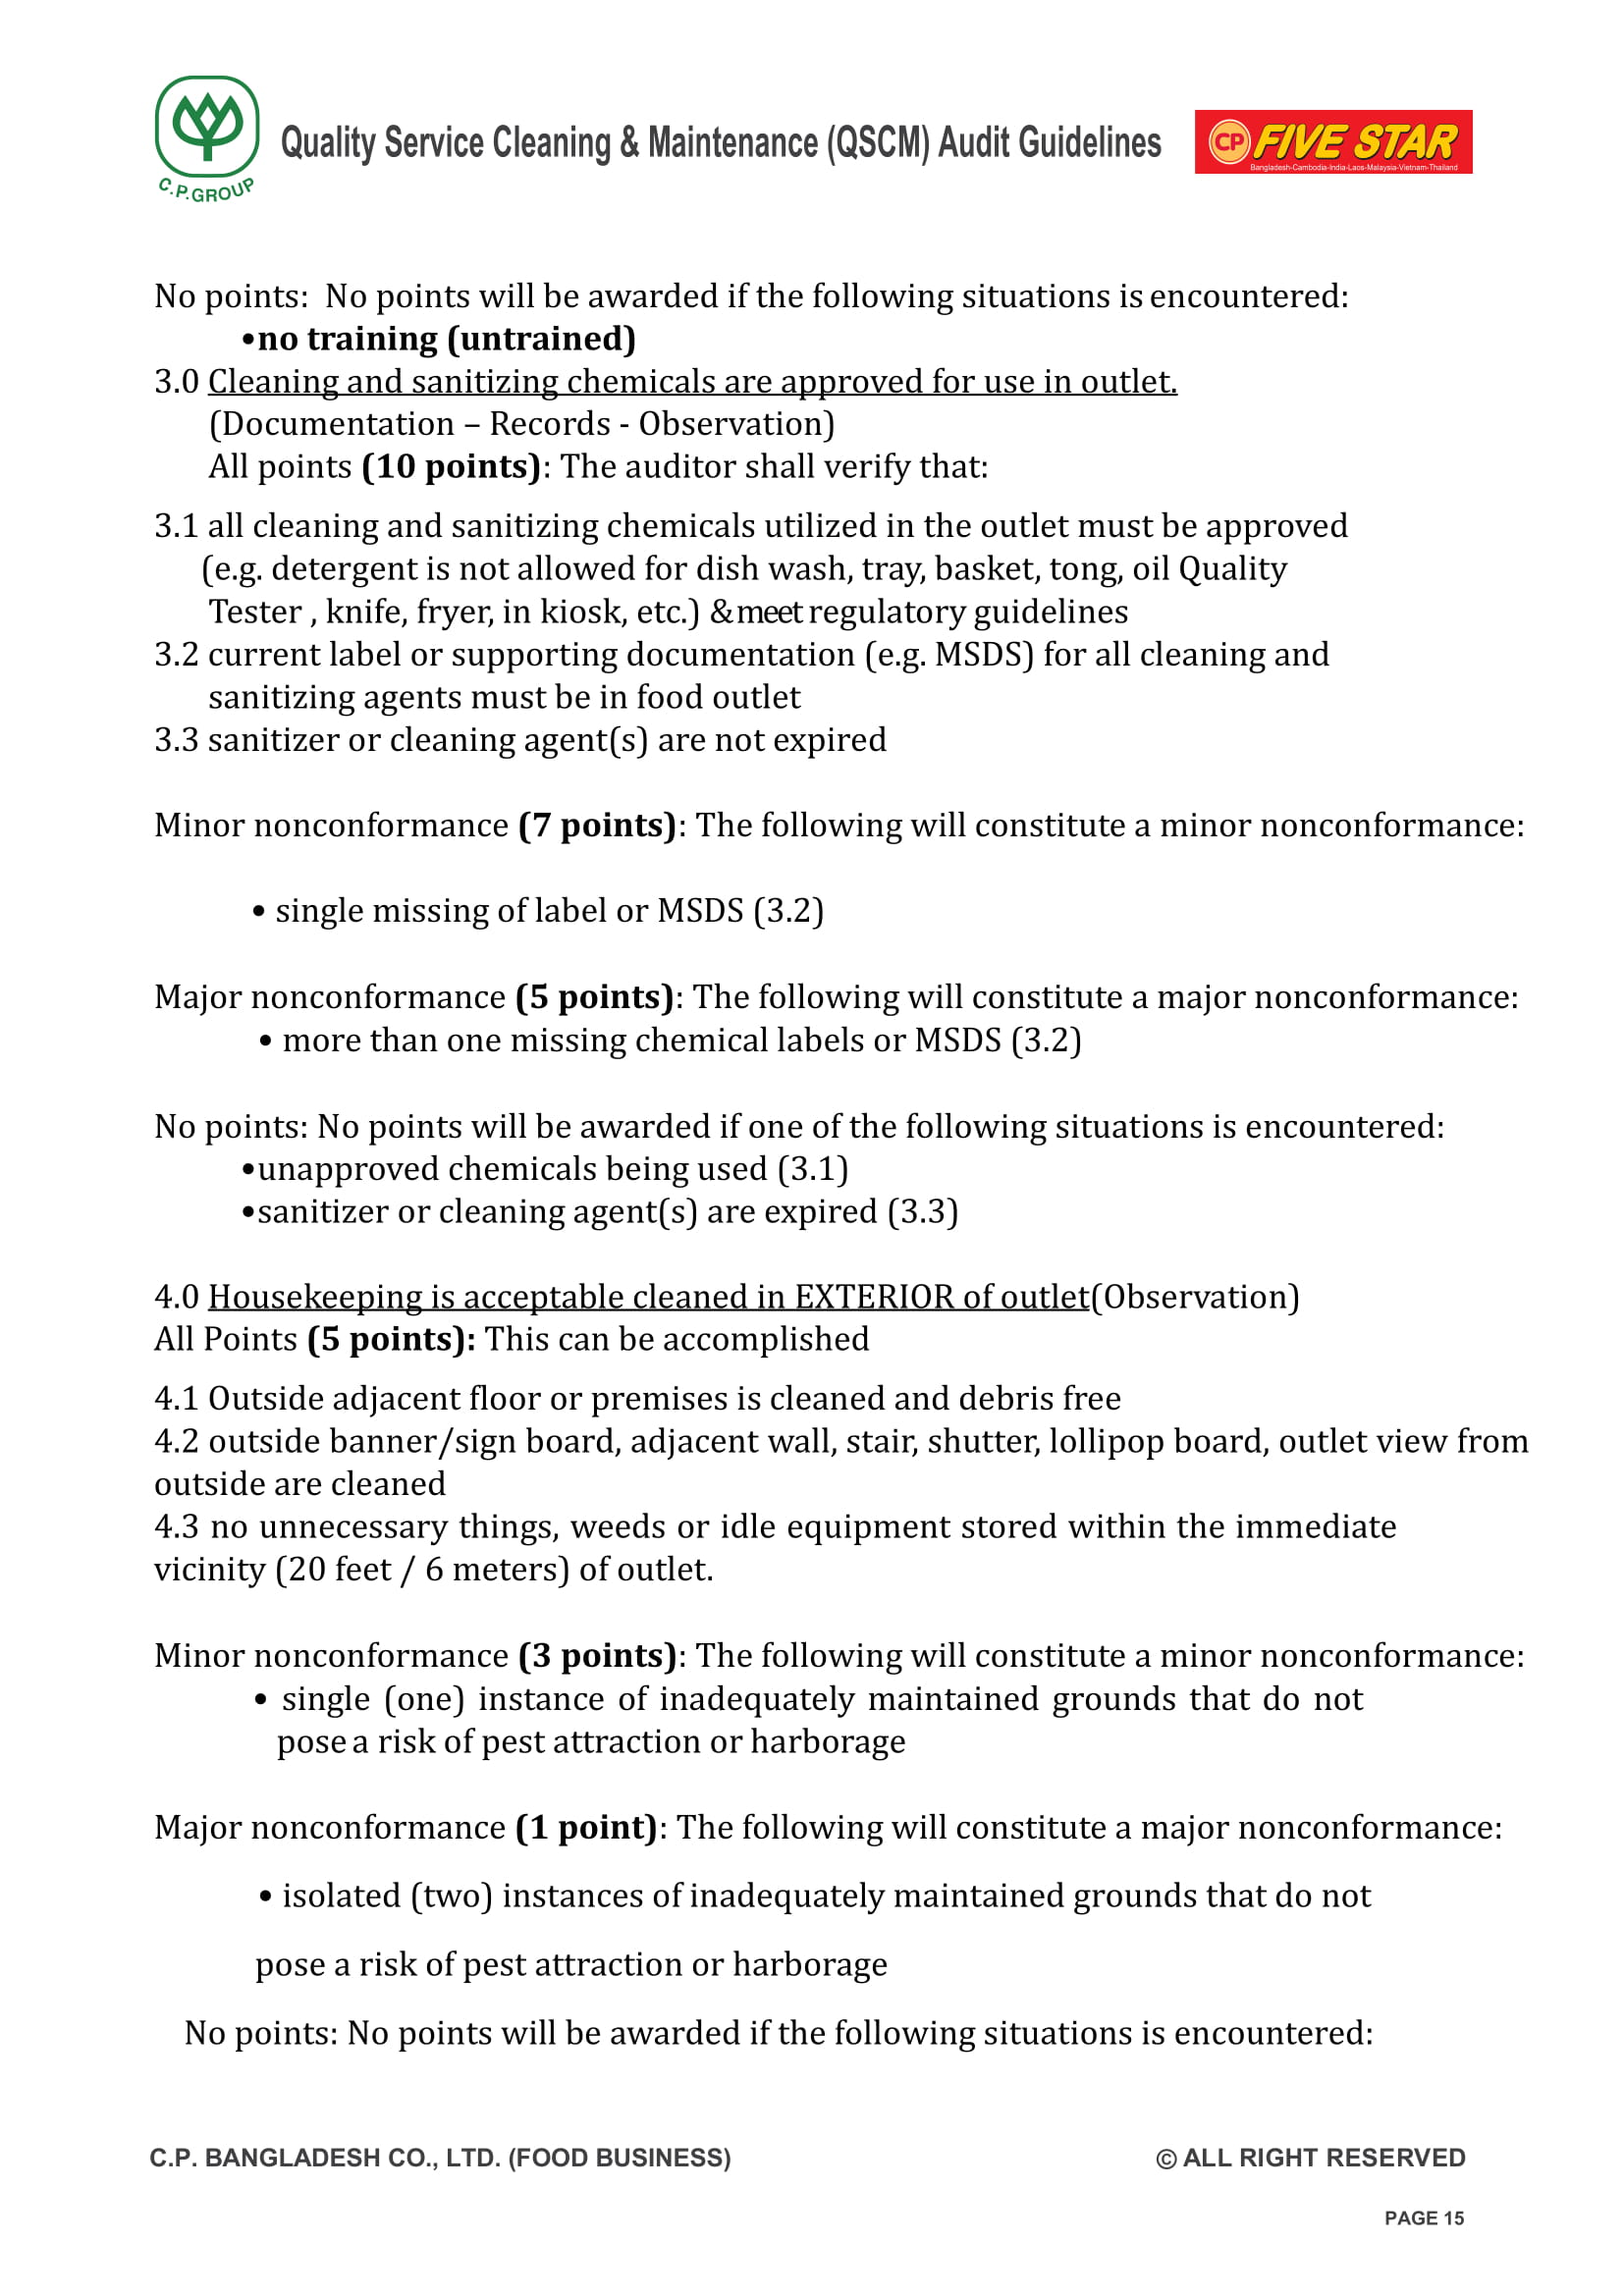 C.P.GROUP
Quality Service Cleaning & Maintenance (QSCM) Audit Guidelines
CP FIVE STAR
Bangladesh-Cambodia-India-Laos-Malaysia-Vietnam-Thailand
No points:  No points will be awarded if the following situations is encountered:
•no training (untrained)
3.0 Cleaning and sanitizing chemicals are approved for use in outlet.
(Documentation – Records - Observation)
All points (10 points): The auditor shall verify that:
3.1 all cleaning and sanitizing chemicals utilized in the outlet must be approved
(e.g. detergent is not allowed for dish wash, tray, basket, tong, oil Quality
Tester , knife, fryer, in kiosk, etc.) &meet regulatory guidelines
3.2 current label or supporting documentation (e.g. MSDS) for all cleaning and
sanitizing agents must be in food outlet
3.3 sanitizer or cleaning agent(s) are not expired
Minor nonconformance (7 points): The following will constitute a minor nonconformance:
• single missing of label or MSDS (3.2)
Major nonconformance (5 points): The following will constitute a major nonconformance:
• more than one missing chemical labels or MSDS (3.2)
No points: No points will be awarded if one of the following situations is encountered:
•unapproved chemicals being used (3.1)
•sanitizer or cleaning agent(s) are expired (3.3)
4.0 Housekeeping is acceptable cleaned in EXTERIOR of outlet(Observation)
All Points (5 points): This can be accomplished
4.1 Outside adjacent floor or premises is cleaned and debris free
4.2 outside banner/sign board, adjacent wall, stair, shutter, lollipop board, outlet view from
outside are cleaned
4.3 no unnecessary things, weeds or idle equipment stored within the immediate
vicinity (20 feet / 6 meters) of outlet.
Minor nonconformance (3 points): The following will constitute a minor nonconformance:
• single (one) instance of inadequately maintained grounds that do not
pose a risk of pest attraction or harborage
Major nonconformance (1 point): The following will constitute a major nonconformance:
• isolated (two) instances of inadequately maintained grounds that do not
pose a risk of pest attraction or harborage
No points: No points will be awarded if the following situations is encountered:
C.P. BANGLADESH CO., LTD. (FOOD BUSINESS)
© ALL RIGHT RESERVED
PAGE 15